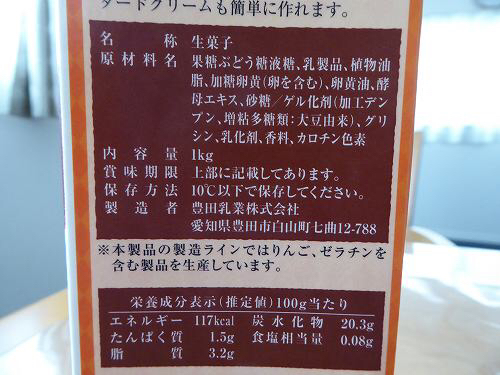 タードクリームも簡単に作れます。
名称 生菓子
原材料名 果糖ぶどう糖液糖、乳製品、植物油
脂、加糖卵黄(卵を含む)、卵黄油、酵
母エキス、砂糖／ゲル化剤(加工デン
プン、増粘多糖類：大豆由来)、グリ
シン、乳化剤、香料、カロチン色素
内容量 1kg
賞味期限 上部に記載してあります。
保存方法 10℃以下で保存してください。
製造者 豊田乳業株式会社
愛知県豊田市白山町七曲12-788
※本製品の製造ラインではりんご、ゼラチンを
含む製品を生産しています。
栄養成分表示(推定値)100g当たり
エネルギー 117kcal 炭水化物 20.3g
たんぱく質 1.5g 食塩相当量 0.08g
脂質 3.2g